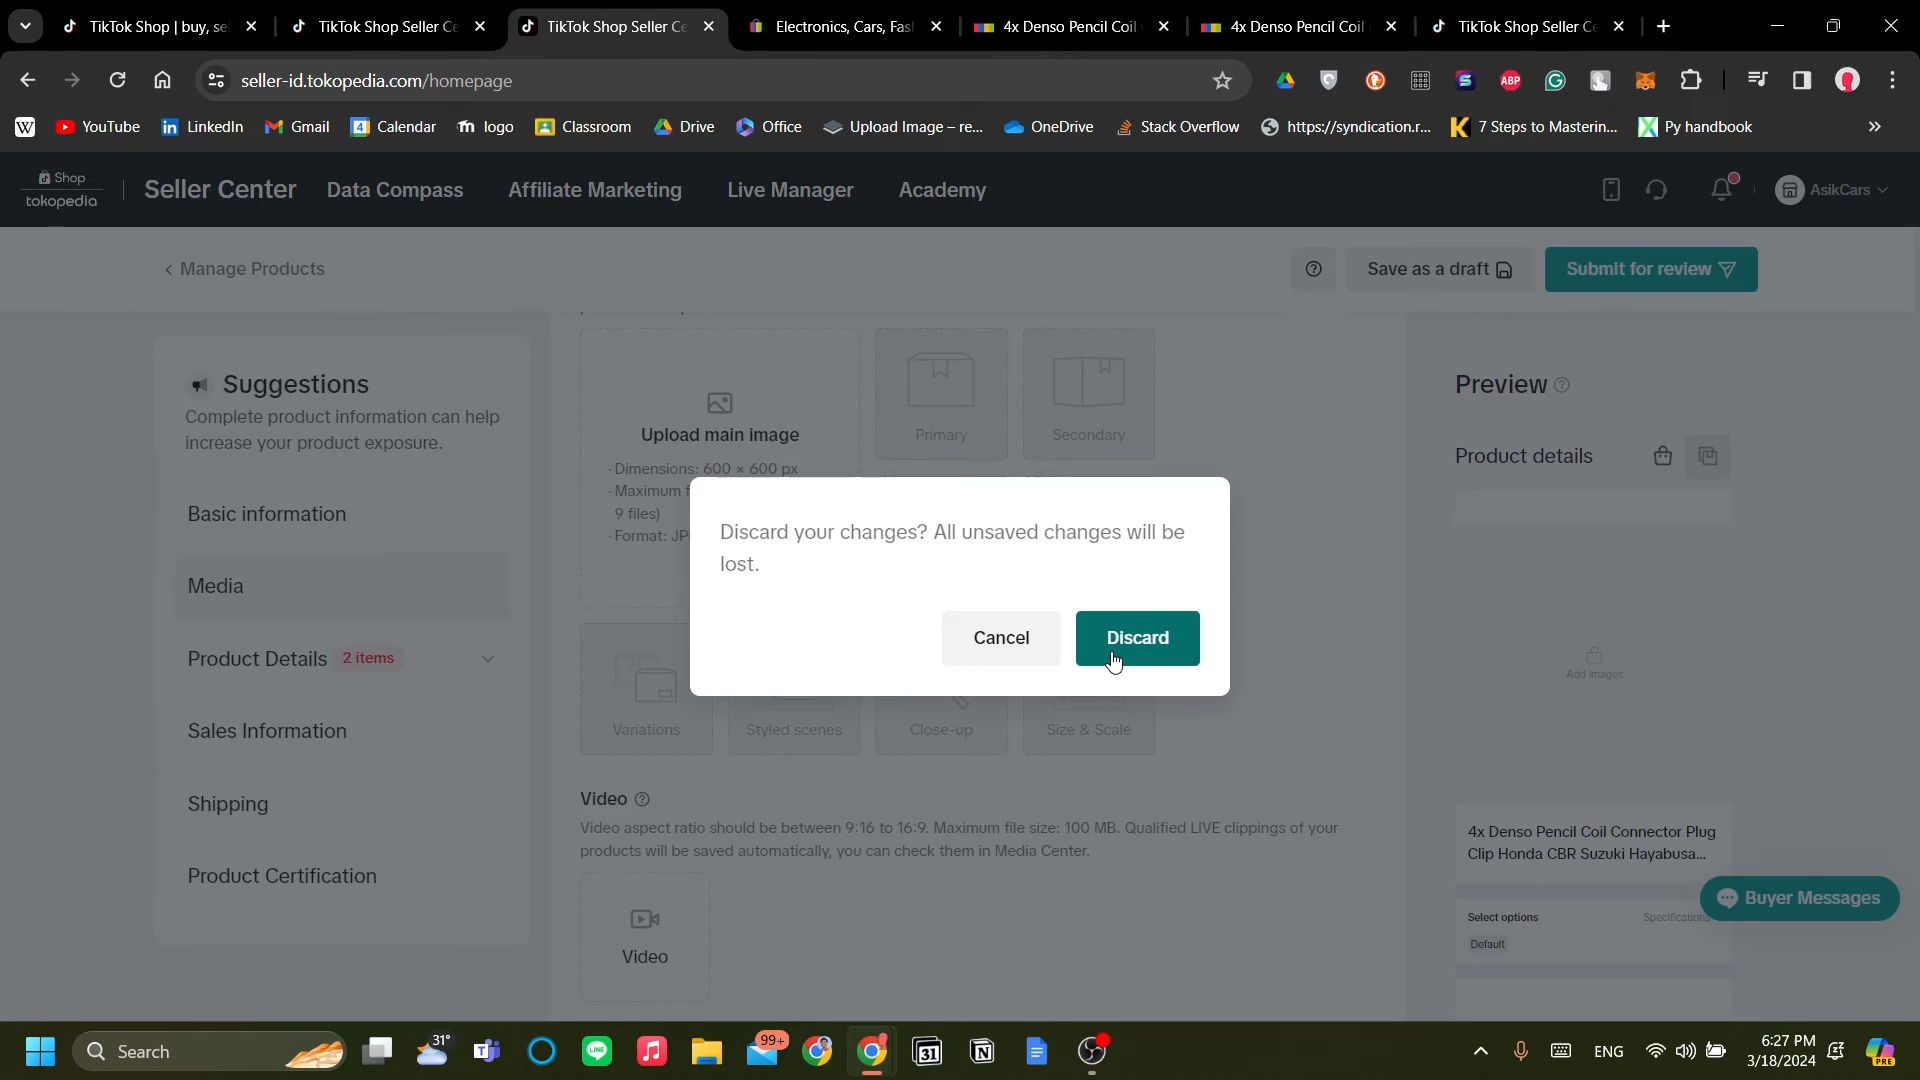 TikTok Shop | buy, se
TikTok Shop Seller Ce
TikTok Shop Seller Ce
Electronics, Cars, Fas
4x Denso Pencil Coil
4x Denso Pencil Coil
TikTok Shop Seller Ce
seller-id.tokopedia.com/homepage
ABP
W
YouTube
LinkedIn
Gmail
Calendar
logo
Classroom
Drive
Office
Upload Image – re...
OneDrive
Stack Overflow
https://syndication.r...
7 Steps to Masterin...
Py handbook
Shop
tokopedia
Seller Center
Data Compass
Affiliate Marketing
Live Manager
Academy
AsikCars
Manage Products
Save as a draft
Submit for review
Suggestions
Complete product information can help
increase your product exposure.
Basic information
Media
Product Details 2 items
Sales Information
Shipping
Product Certification
Upload main image
· Dimensions: 600 × 600 px
· Maximum f
9 files)
· Format: JP
Primary
Secondary
Discard your changes? All unsaved changes will be
lost.
Cancel
Discard
Variations
Styled scenes
Close-up
Size & Scale
Video
Video aspect ratio should be between 9:16 to 16:9. Maximum file size: 100 MB. Qualified LIVE clippings of your
products will be saved automatically, you can check them in Media Center.
Video
Preview
Product details
Add images
4x Denso Pencil Coil Connector Plug
Clip Honda CBR Suzuki Hayabusa...
Select options
Specifications
Default
Buyer Messages
Search
31°
99+
31
ENG
6:27 PM
3/18/2024
PRE